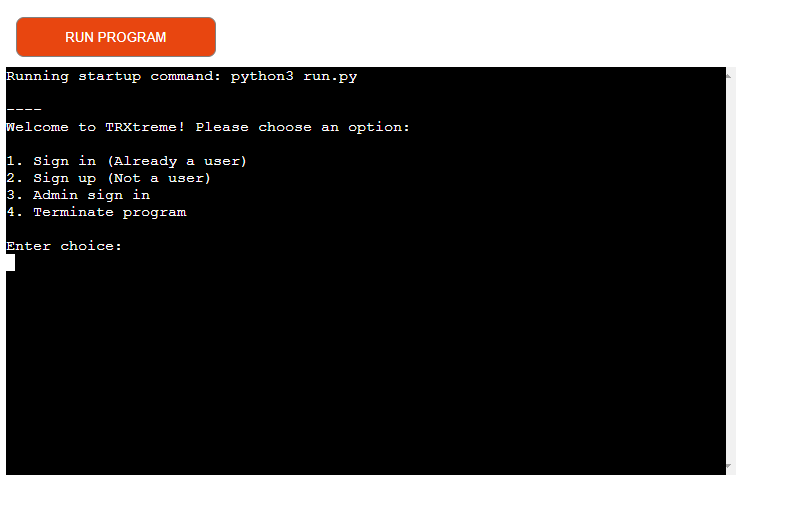 RUN PROGRAM
Running startup command: python3 run.py
----
Welcome to TRXtreme! Please choose an option:
1. Sign in (Already a user)
2. Sign up (Not a user)
3. Admin sign in
4. Terminate program
Enter choice: